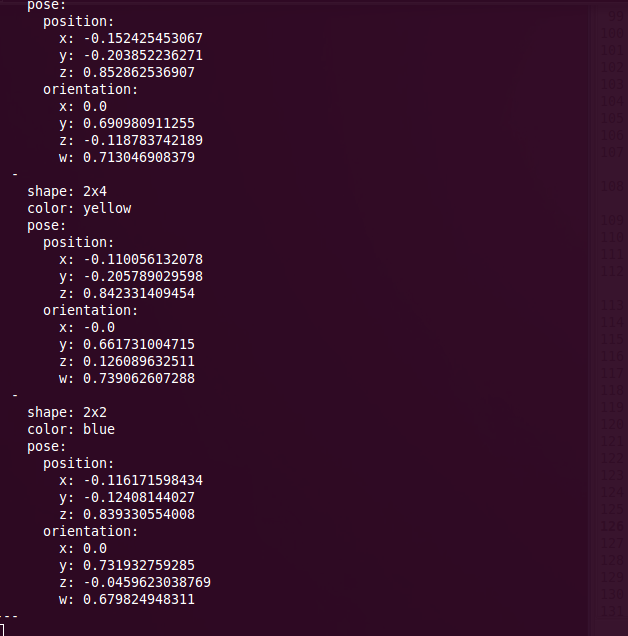 pose:
position:
x: -0.152425453067
y: -0.203852236271
z: 0.852862536907
orientation:
x: 0.0
y: 0.690980911255
z: -0.118783742189
w: 0.713046908379
-
shape: 2x4
color: yellow
pose:
position:
x: -0.110056132078
y: -0.205789029598
z: 0.842331409454
orientation:
x: -0.0
y: 0.661731004715
z: 0.126089632511
w: 0.739062607288
-
shape: 2x2
color: blue
pose:
position:
x: -0.116171598434
y: -0.12408144027
z: 0.839330554008
orientation:
x: 0.0
y: 0.731932759285
z: -0.0459623038769
w: 0.679824948311
---